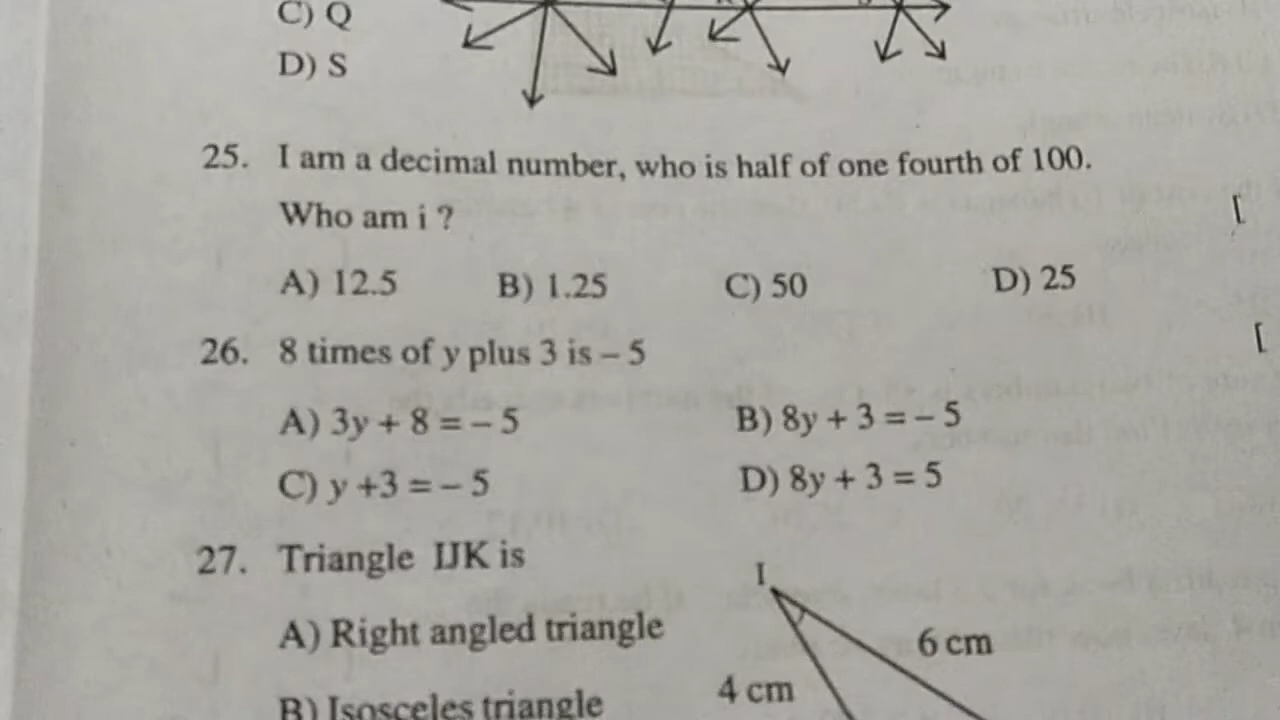 C) Q
D) S
25. I am a decimal number, who is half of one fourth of 100.
Who am i ?
[
A) 12.5 B) 1.25 C) 50 D) 25
26. 8 times of y plus 3 is – 5
[
A) 3y + 8 = – 5 B) 8y + 3 = – 5
C) y +3 = – 5 D) 8y + 3 = 5
27. Triangle IJK is
I
A) Right angled triangle
6 cm
4 cm
B) Isosceles triangle